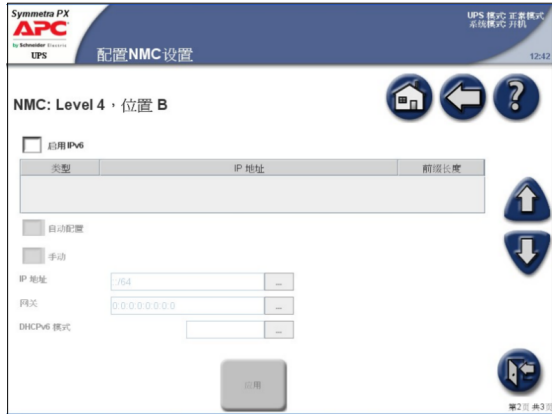 Symmetra PX
APC
by Schneider Electric
UPS
配置NMC设置
UPS 模式 正常模式
系统模式 开机
12:42
NMC: Level 4，位置 B
启用 IPv6
类型 IP 地址 前缀长度
自动配置
手动
IP 地址 ::/64 ...
网关 0:0:0:0:0:0:0:0 ...
DHCPv6 模式 ...
应用
第2页 共3页